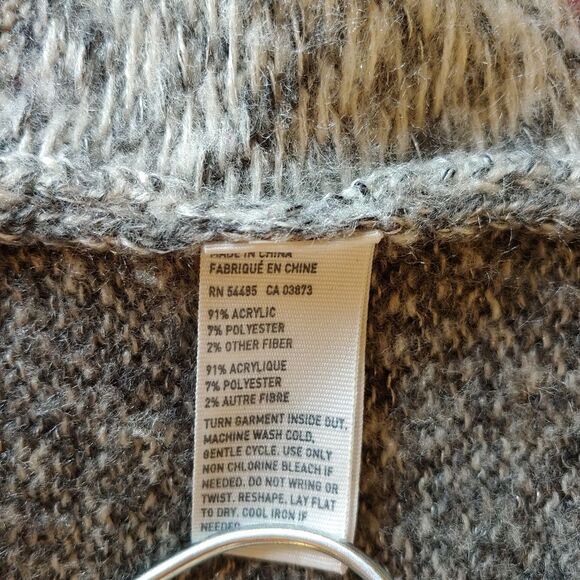 MADE IN CHINA
FABRIQUÉ EN CHINE
RN 54485 CA 03873
91% ACRYLIC
7% POLYESTER
2% OTHER FIBER
91% ACRYLIQUE
7% POLYESTER
2% AUTRE FIBRE
TURN GARMENT INSIDE OUT,
MACHINE WASH COLD,
GENTLE CYCLE. USE ONLY
NON CHLORINE BLEACH IF
NEEDED. DO NOT WRING OR
TWIST. RESHAPE, LAY FLAT
TO DRY. COOL IRON IF
NEEDED